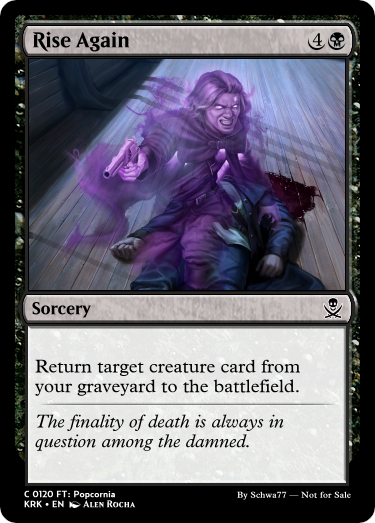 Rise Again 4
Sorcery
Return target creature card from
your graveyard to the battlefield.
The finality of death is always in
question among the damned.
C 0120 FT: Popcornia
KRK • EN Alen Rocha
By Schwa77 — Not for Sale